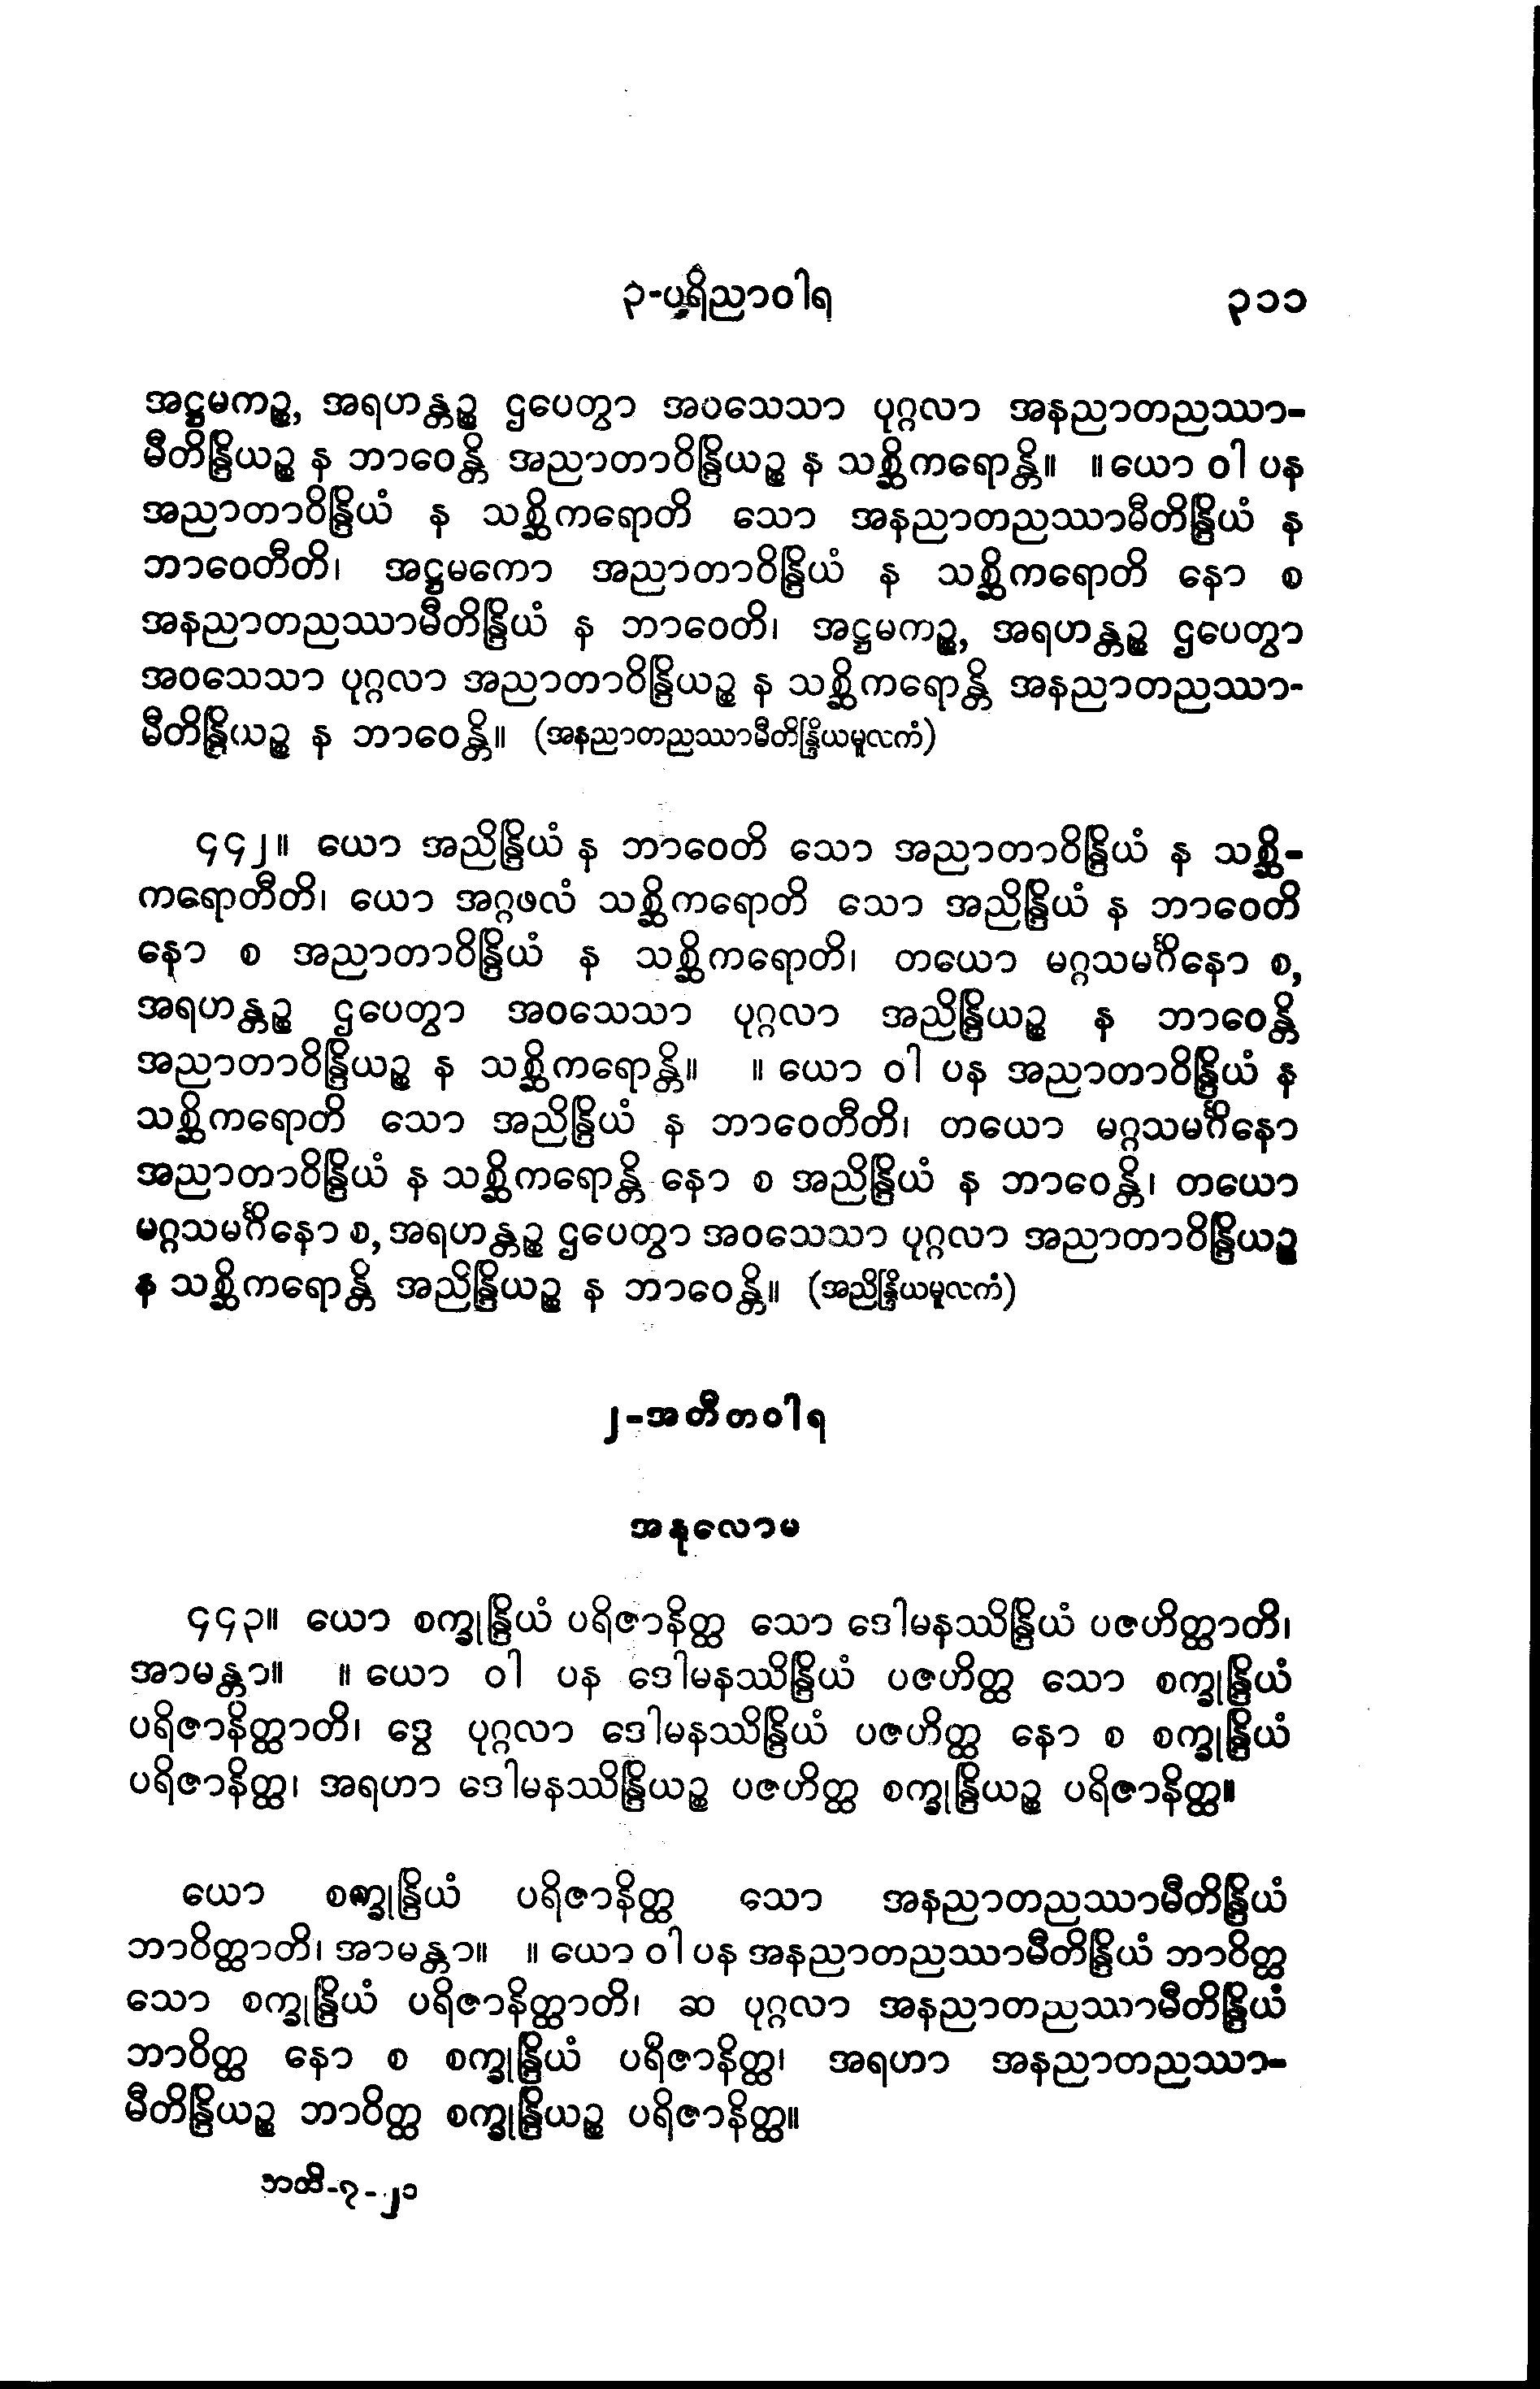 ၃-ပရိညာဝါရ ၃၁၁
အဋ္ဌမကဉ္စ, အရဟန္တဉ္စ ဌပေတွာ အဝသေသာ ပုဂ္ဂလာ အနညာတညဿာ-
မီတိန္ဒြိယဉ္စ န ဘာဝေန္တိ အညာတာဝိန္ဒြိယဉ္စ န သစ္ဆိကရောန္တိ။ ။ယော ဝါ ပန
အညာတာဝိန္ဒြိယံ န သစ္ဆိကရောတိ သော အနညာတညဿာမီတိန္ဒြိယံ န
ဘာဝေတီတိ၊ အဋ္ဌမကော အညာတာဝိန္ဒြိယံ န သစ္ဆိကရောတိ နော စ
အနညာတညဿာမီတိန္ဒြိယံ န ဘာဝေတိ၊ အဋ္ဌမကဉ္စ, အရဟန္တဉ္စ ဌပေတွာ
အဝသေသာ ပုဂ္ဂလာ အညာတာဝိန္ဒြိယဉ္စ န သစ္ဆိကရောန္တိ အနညာတညဿာ-
မီတိန္ဒြိယဉ္စ န ဘာဝေန္တိ။ (အနညာတညဿာမီတိန္ဒြိယမူလကံ)
၄၄၂။ ယော အညိန္ဒြိယံ န ဘာဝေတိ သော အညာတာဝိန္ဒြိယံ န သစ္ဆိ-
ကရောတီတိ၊ ယော အဂ္ဂဖလံ သစ္ဆိကရောတိ သော အညိန္ဒြိယံ န ဘာဝေတိ
နော စ အညာတာဝိန္ဒြိယံ န သစ္ဆိကရောတိ၊ တယော မဂ္ဂသမင်္ဂိနော စ,
အရဟန္တဉ္စ ဌပေတွာ အဝသေသာ ပုဂ္ဂလာ အညိန္ဒြိယဉ္စ န ဘာဝေန္တိ
အညာတာဝိန္ဒြိယဉ္စ န သစ္ဆိကရောန္တိ။ ။ ယော ဝါ ပန အညာတာဝိန္ဒြိယံ န
သစ္ဆိကရောတိ သော အညိန္ဒြိယံ န ဘာဝေတီတိ၊ တယော မဂ္ဂသမင်္ဂိနော
အညာတာဝိန္ဒြိယံ န သစ္ဆိကရောန္တိ နော စ အညိန္ဒြိယံ န ဘာဝေန္တိ၊ တယော
မဂ္ဂသမင်္ဂိနော စ, အရဟန္တဉ္စ ဌပေတွာ အဝသေသာ ပုဂ္ဂလာ အညာတာဝိန္ဒြိယဉ္စ
န သစ္ဆိကရောန္တိ အညိန္ဒြိယဉ္စ န ဘာဝေန္တိ။ (အညိန္ဒြိယမူလကံ)
၂-အတီတဝါရ
အနုလောမ
၄၄၃။ ယော စက္ခုန္ဒြိယံ ပရိဇာနိတ္ထ သော ဒေါမနဿိန္ဒြိယံ ပဇဟိတ္ထာတိ၊
အာမန္တာ။ ။ ယော ဝါ ပန ဒေါမနဿိန္ဒြိယံ ပဇဟိတ္ထ သော စက္ခုန္ဒြိယံ
ပရိဇာနိတ္ထာတိ၊ ဒွေ ပုဂ္ဂလာ ဒေါမနဿိန္ဒြိယံ ပဇဟိတ္ထ နော စ စက္ခုန္ဒြိယံ
ပရိဇာနိတ္ထ၊ အရဟာ ဒေါမနဿိန္ဒြိယဉ္စ ပဇဟိတ္ထ စက္ခုန္ဒြိယဉ္စ ပရိဇာနိတ္ထ။
ယော စက္ခုန္ဒြိယံ ပရိဇာနိတ္ထ သော အနညာတညဿာမီတိန္ဒြိယံ
ဘာဝိတ္ထာတိ၊ အာမန္တာ။ ။ ယော ဝါ ပန အနညာတညဿာမီတိန္ဒြိယံ ဘာဝိတ္ထ
သော စက္ခုန္ဒြိယံ ပရိဇာနိတ္ထာတိ၊ ဆ ပုဂ္ဂလာ အနညာတညဿာမီတိန္ဒြိယံ
ဘာဝိတ္ထ နော စ စက္ခုန္ဒြိယံ ပရိဇာနိတ္ထ၊ အရဟာ အနညာတညဿာ-
မီတိန္ဒြိယဉ္စ ဘာဝိတ္ထ စက္ခုန္ဒြိယဉ္စ ပရိဇာနိတ္ထ။
ဘတိ-၇-၂၁